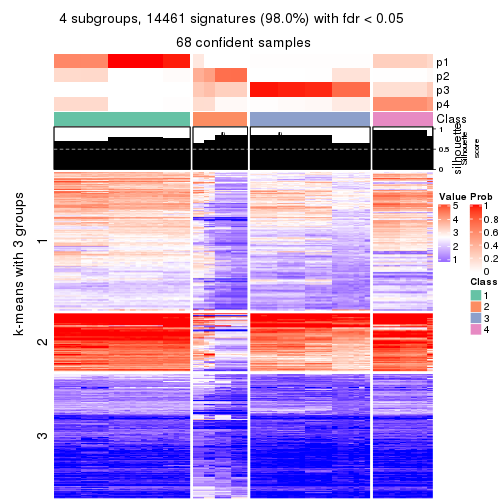 4 subgroups, 14461 signatures (98.0%) with fdr < 0.05
68 confident samples
p1
p2
p3
p4
Class
1
0.5
0
silhouette
Silhouette
score
k-means with 3 groups
1
2
3
Value
5
4
3
2
1
Prob
1
0.8
0.6
0.4
0.2
0
Class
1
2
3
4